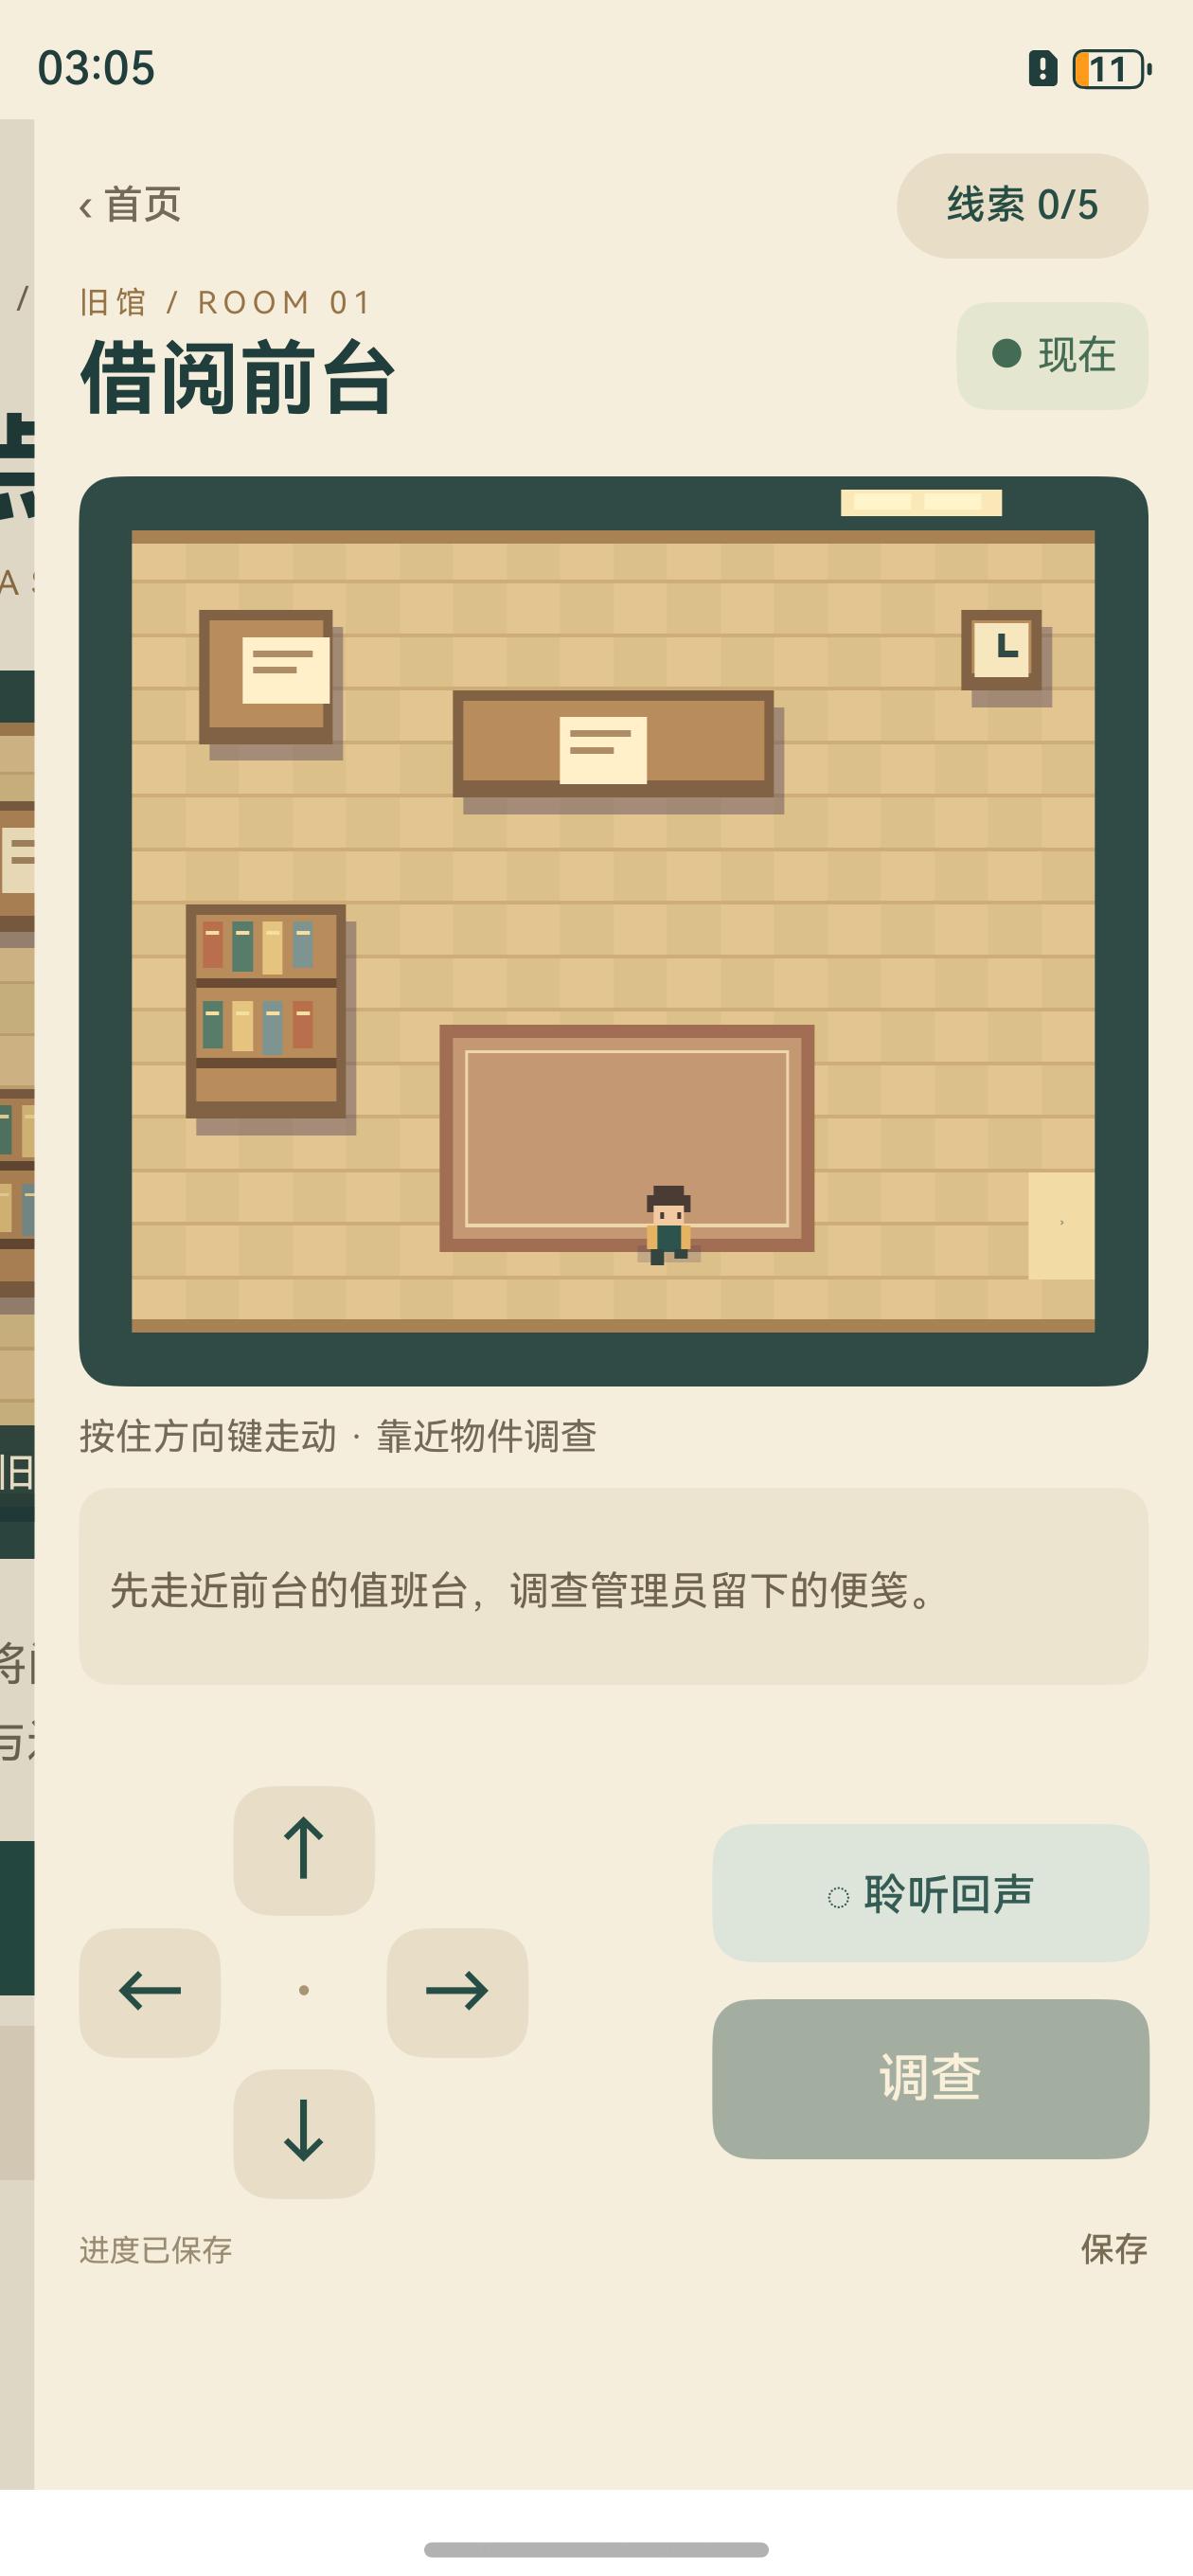 03:05
11
‹ 首页
线索 0/5
旧馆 / ROOM 01
借阅前台
现在
按住方向键走动 · 靠近物件调查
旧
先走近前台的值班台，调查管理员留下的便笺。
↑
← · →
↓
◌ 聆听回声
调查
进度已保存
保存